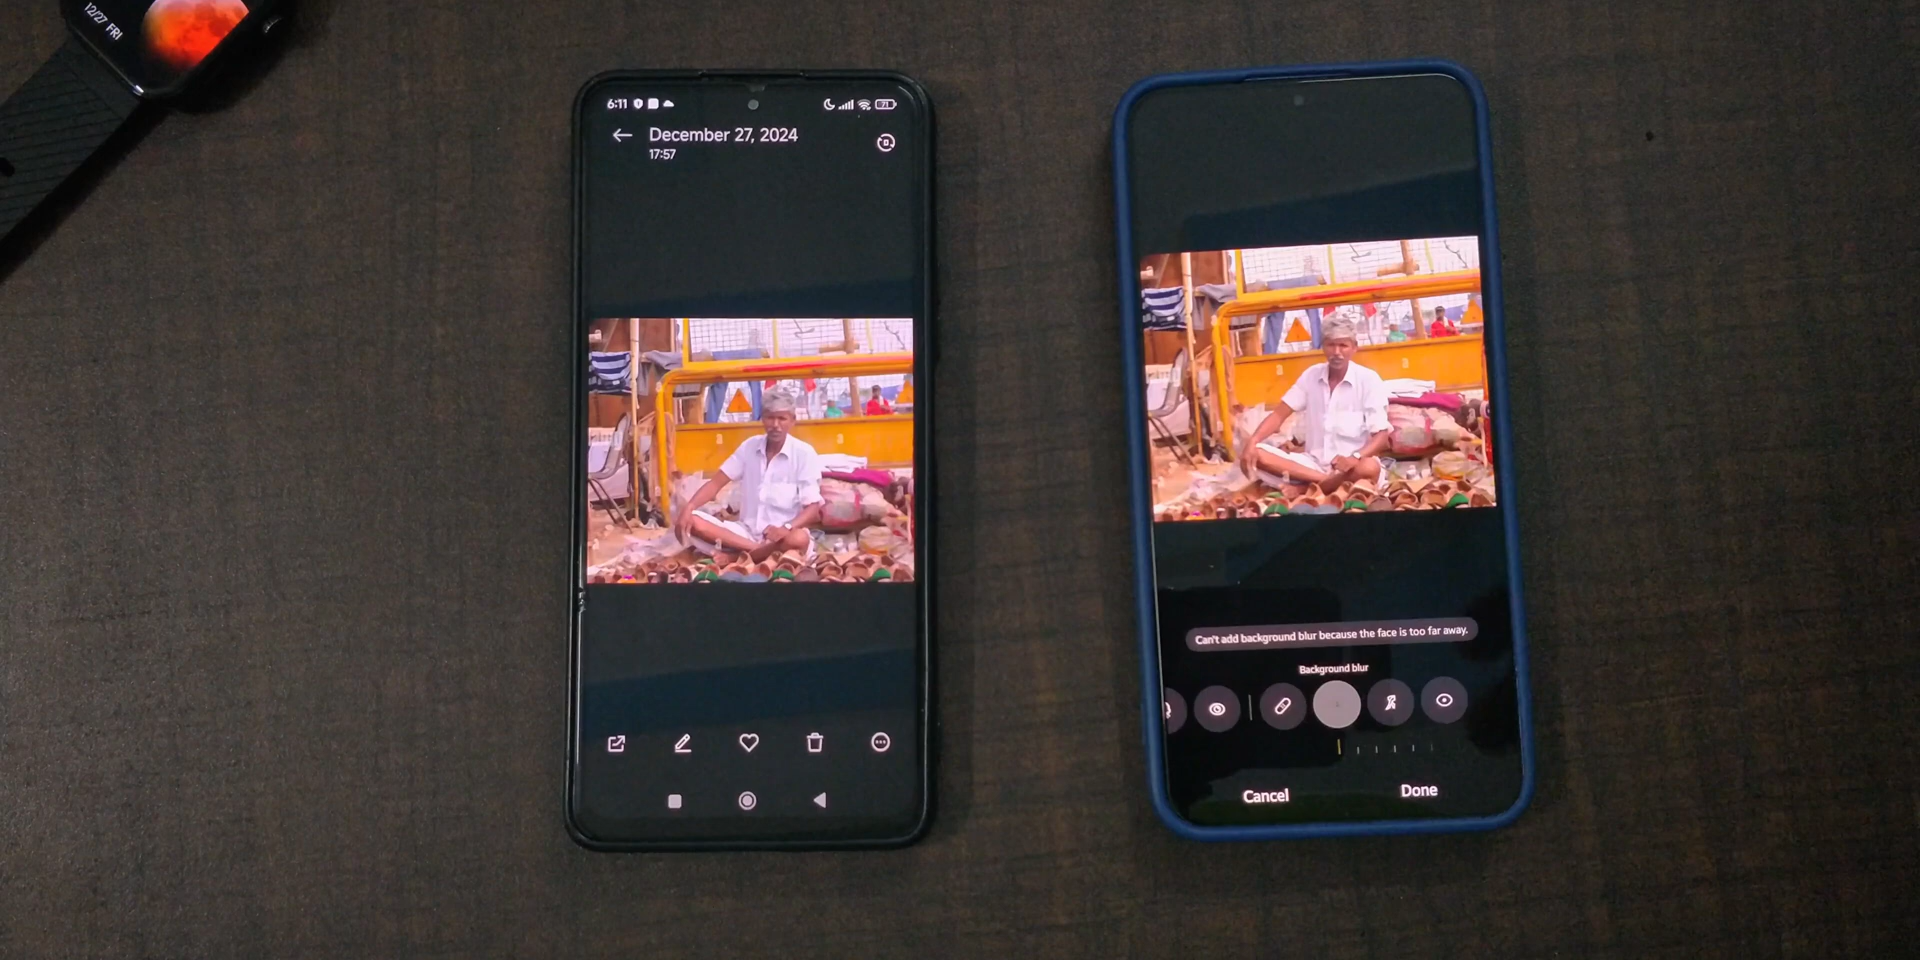 12/27 FRI
6:11
71
December 27, 2024
17:57
Can't add background blur because the face is too far away.
Background blur
Cancel
Done